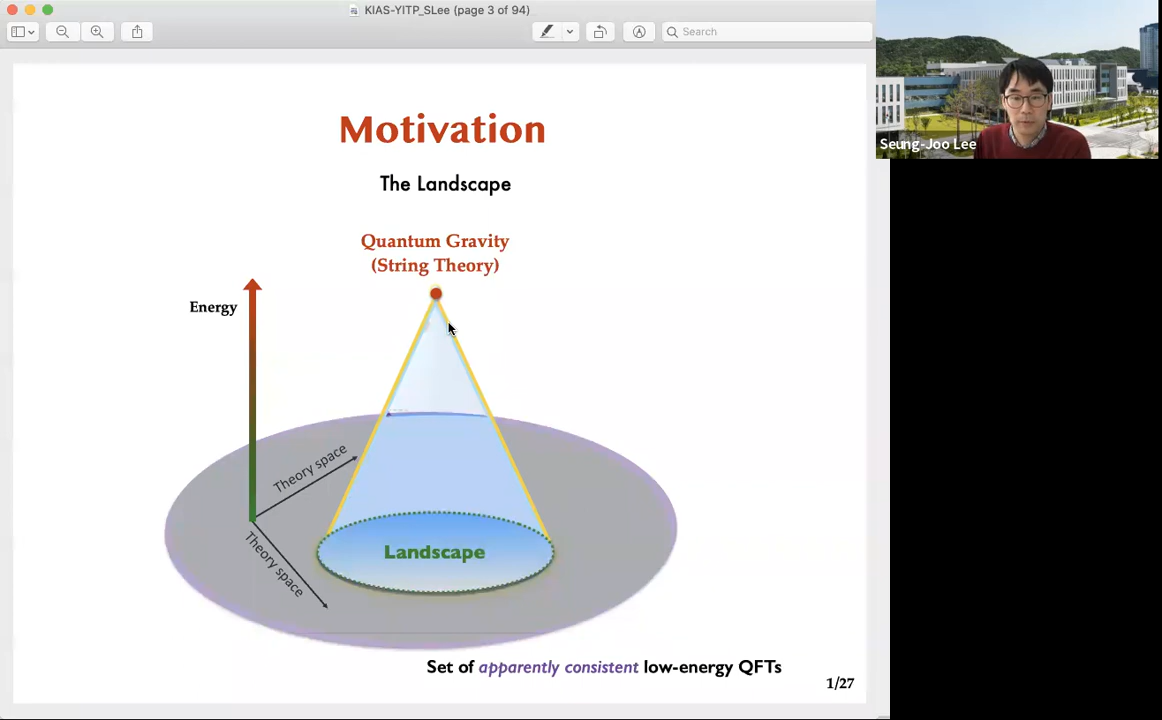 KIAS-YITP_SLee (page 3 of 94)
Search
Seung-Joo Lee
Motivation
The Landscape
Quantum Gravity
(String Theory)
Energy
Theory space
Theory space
Landscape
Set of apparently consistent low-energy QFTs
1/27